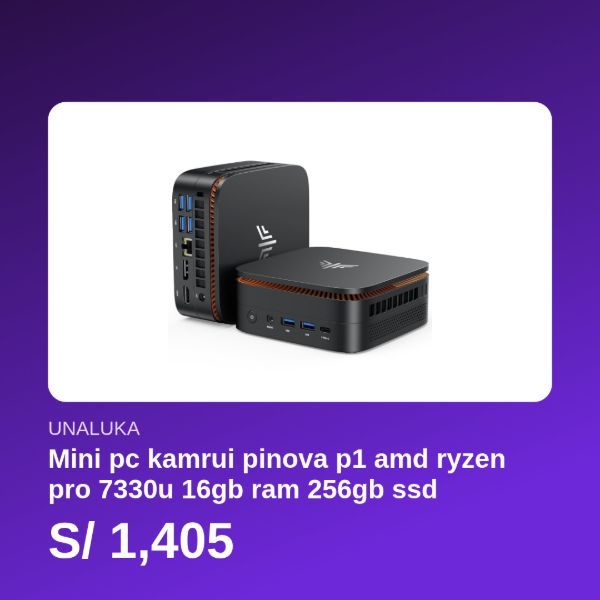 UNALUKA
Mini pc kamrui pinova p1 amd ryzen
pro 7330u 16gb ram 256gb ssd
S/ 1,405